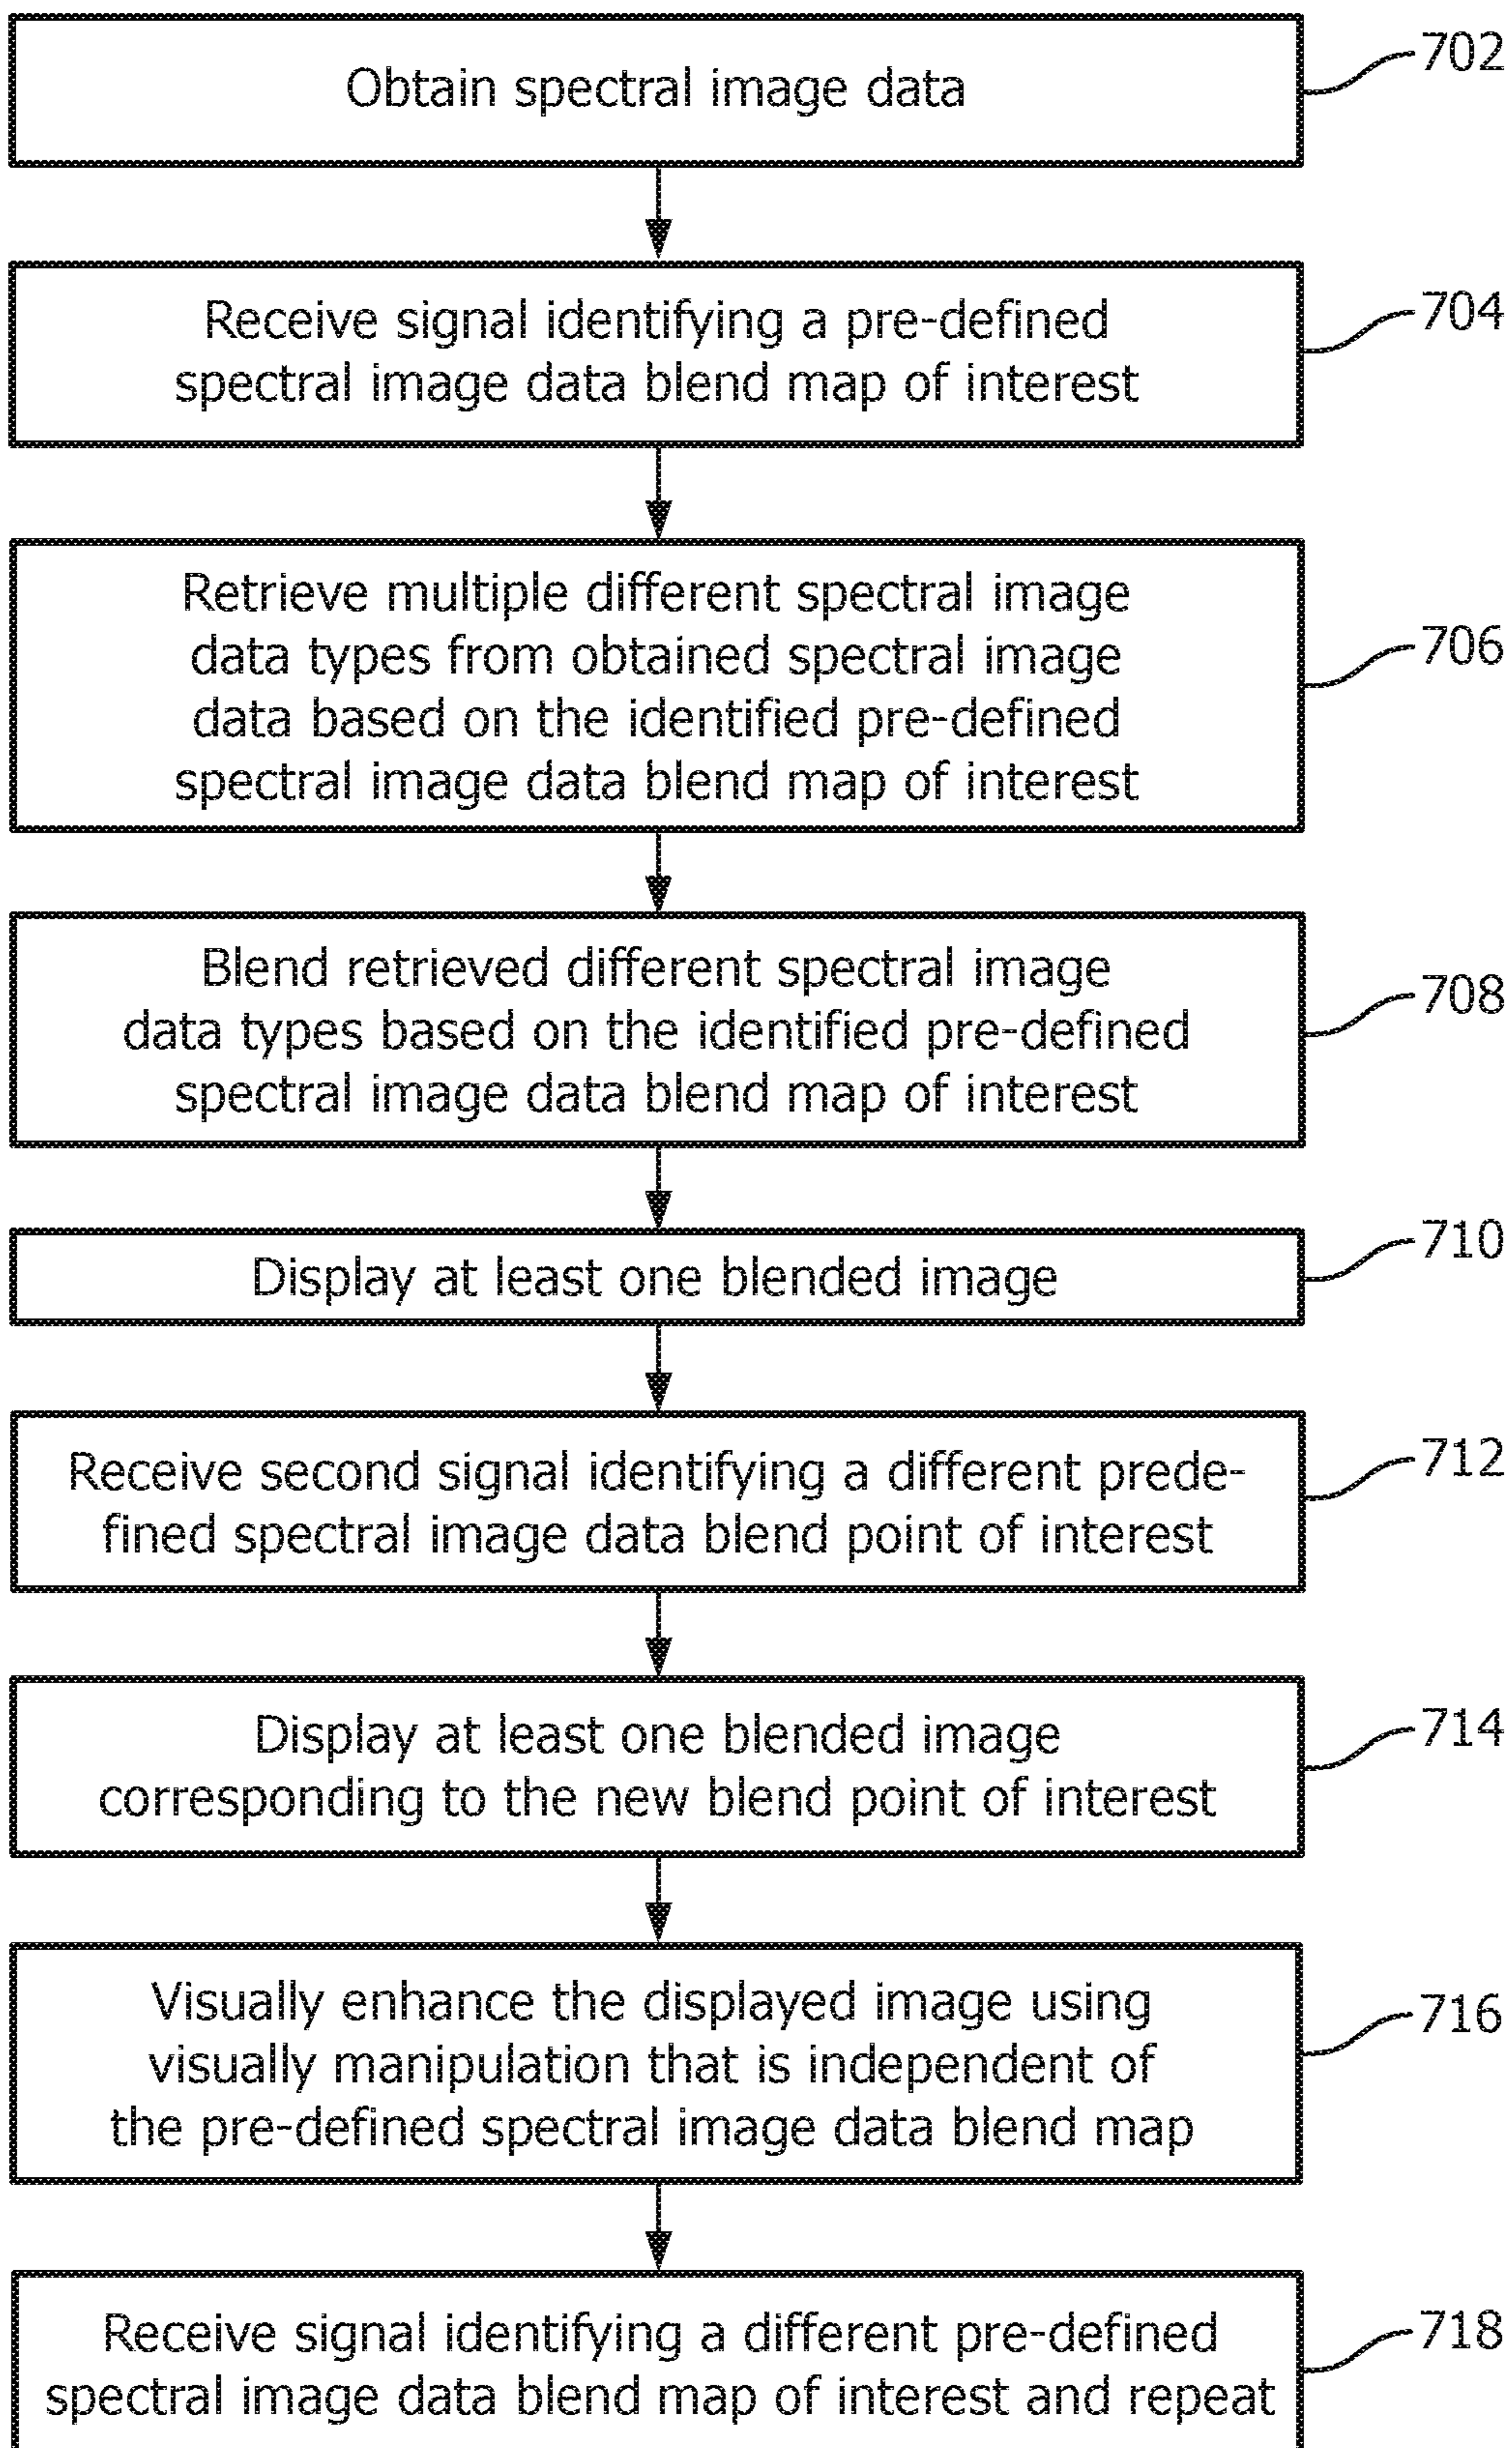 Obtain spectral image data
702
Receive signal identifying a pre-defined
spectral image data blend map of interest
704
Retrieve multiple different spectral image
data types from obtained spectral image
data based on the identified pre-defined
spectral image data blend map of interest
706
Blend retrieved different spectral image
data types based on the identified pre-defined
spectral image data blend map of interest
708
Display at least one blended image
710
Receive second signal identifying a different prede-
fined spectral image data blend point of interest
712
Display at least one blended image
corresponding to the new blend point of interest
714
Visually enhance the displayed image using
visually manipulation that is independent of
the pre-defined spectral image data blend map
716
Receive signal identifying a different pre-defined
spectral image data blend map of interest and repeat
718